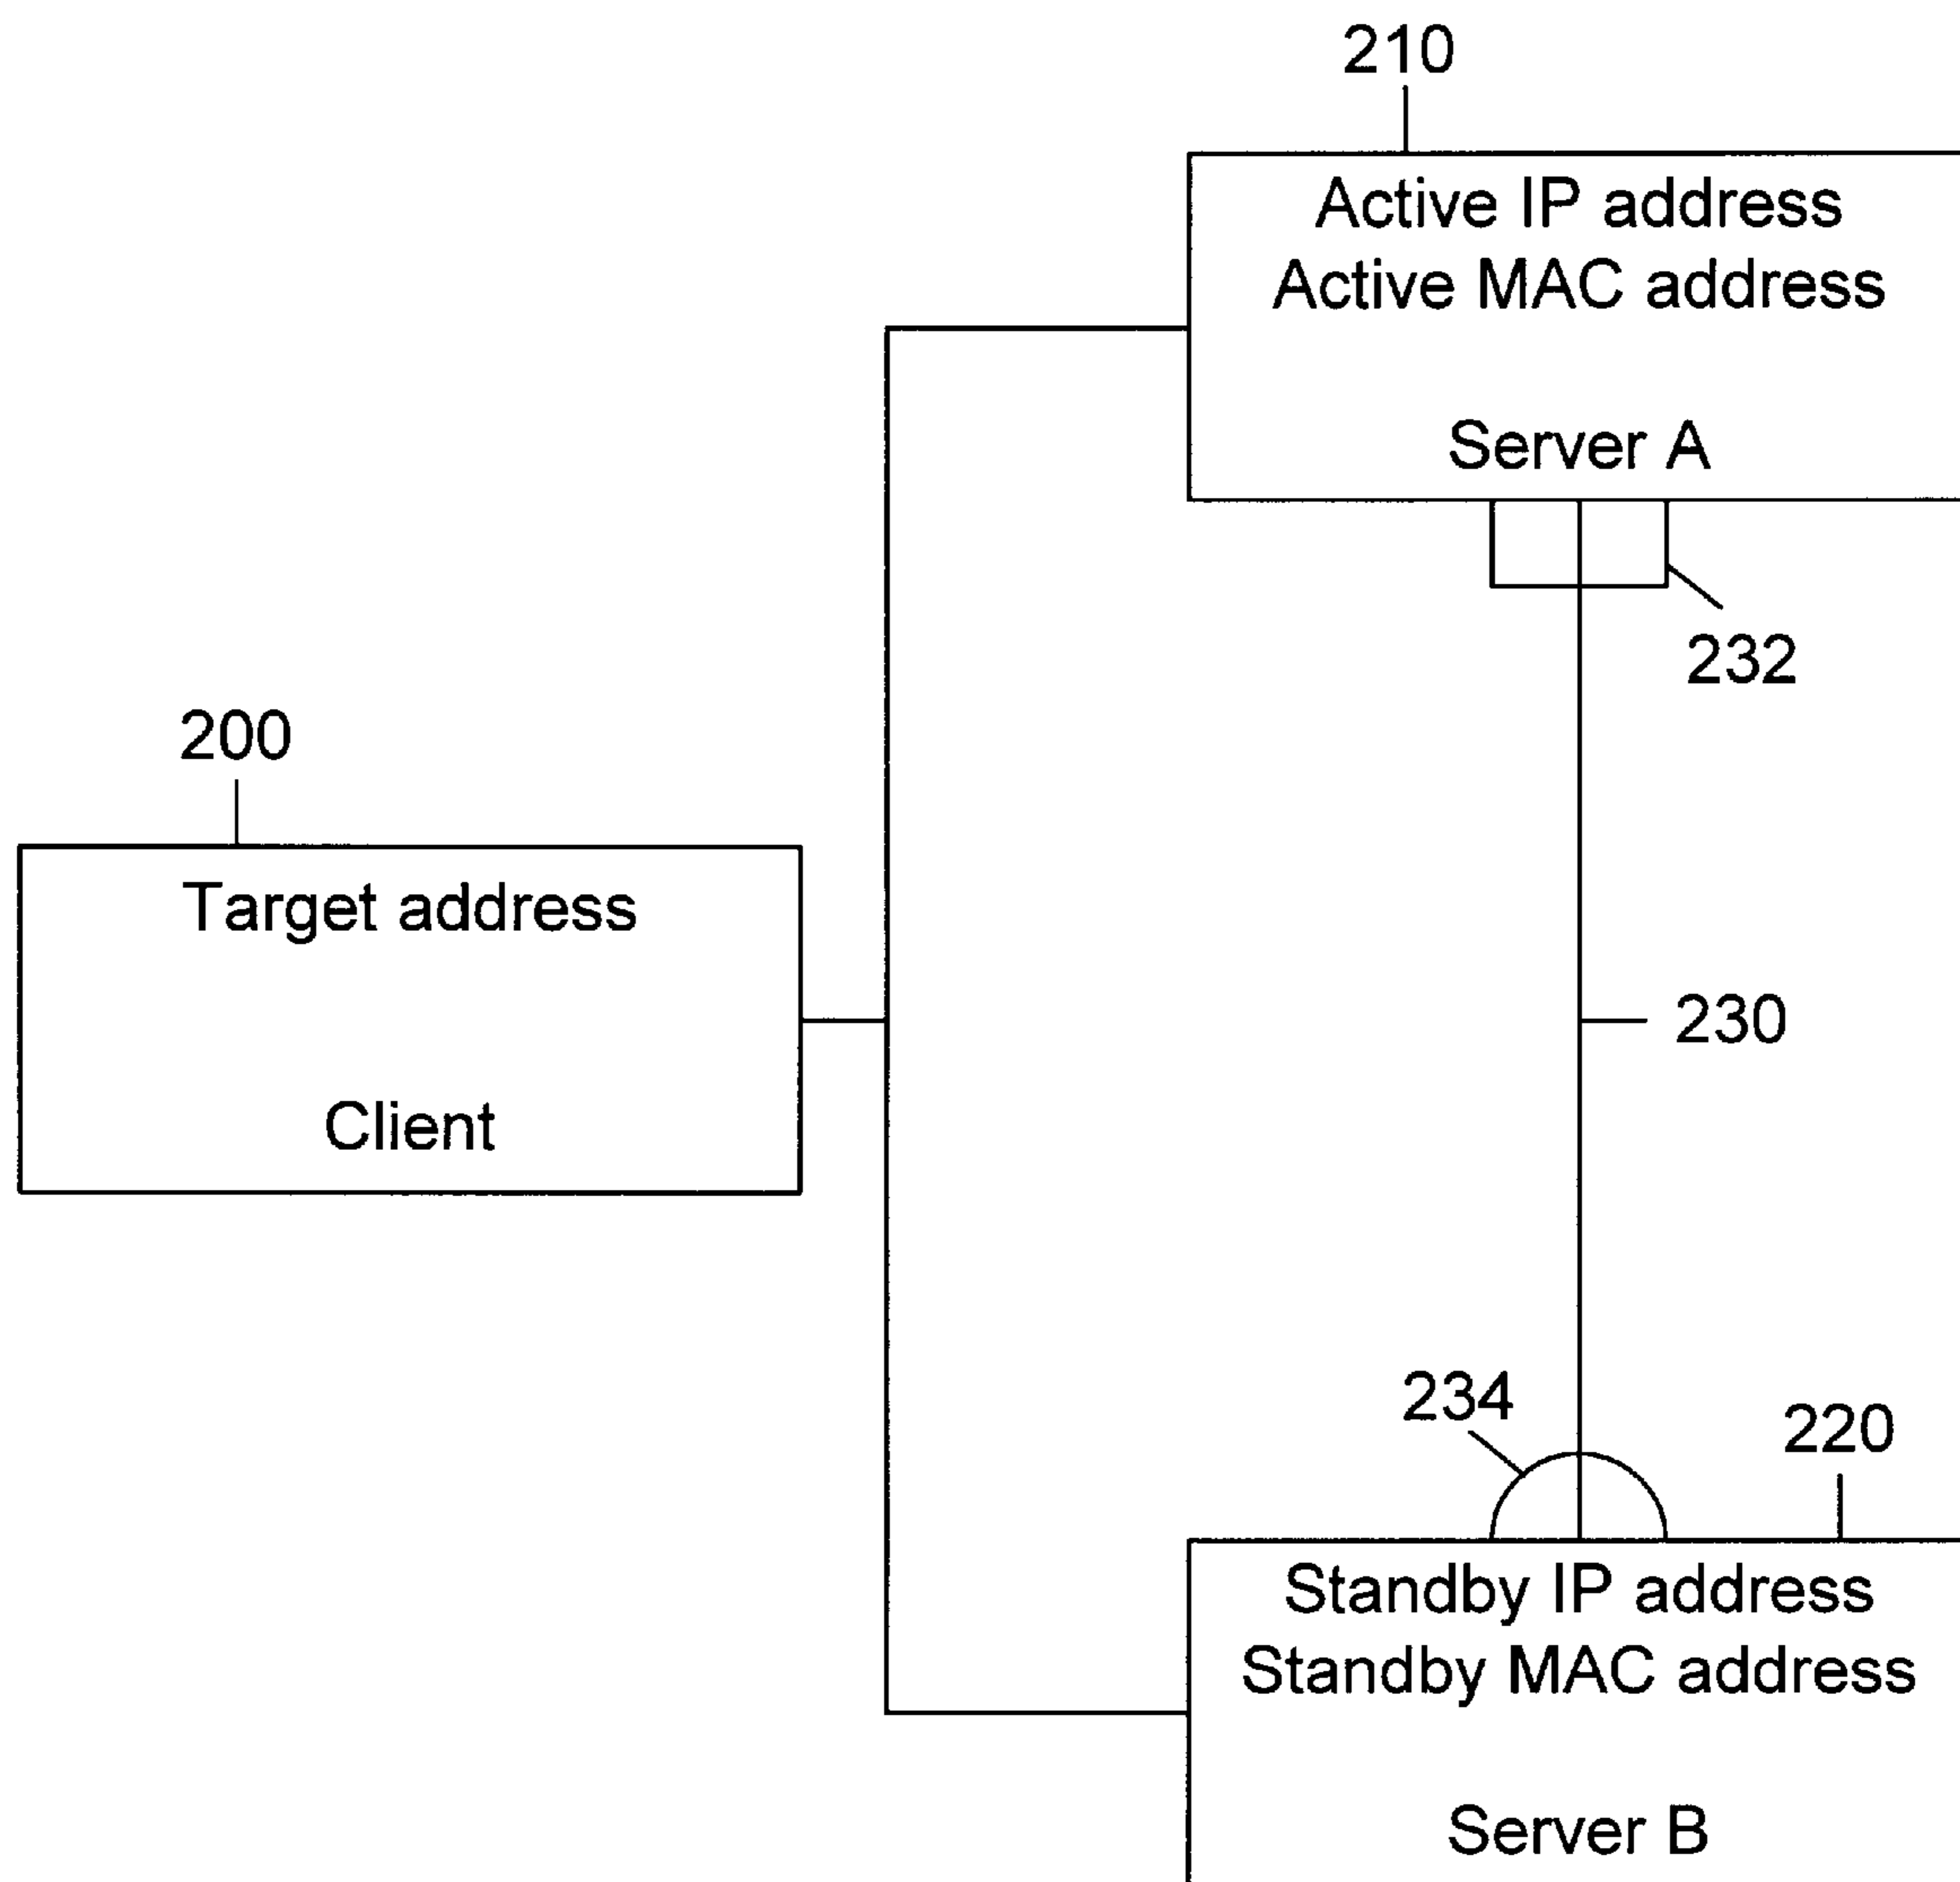 210
Active IP address
Active MAC address
Server A
232
200
Target address
Client
230
234
220
Standby IP address
Standby MAC address
Server B